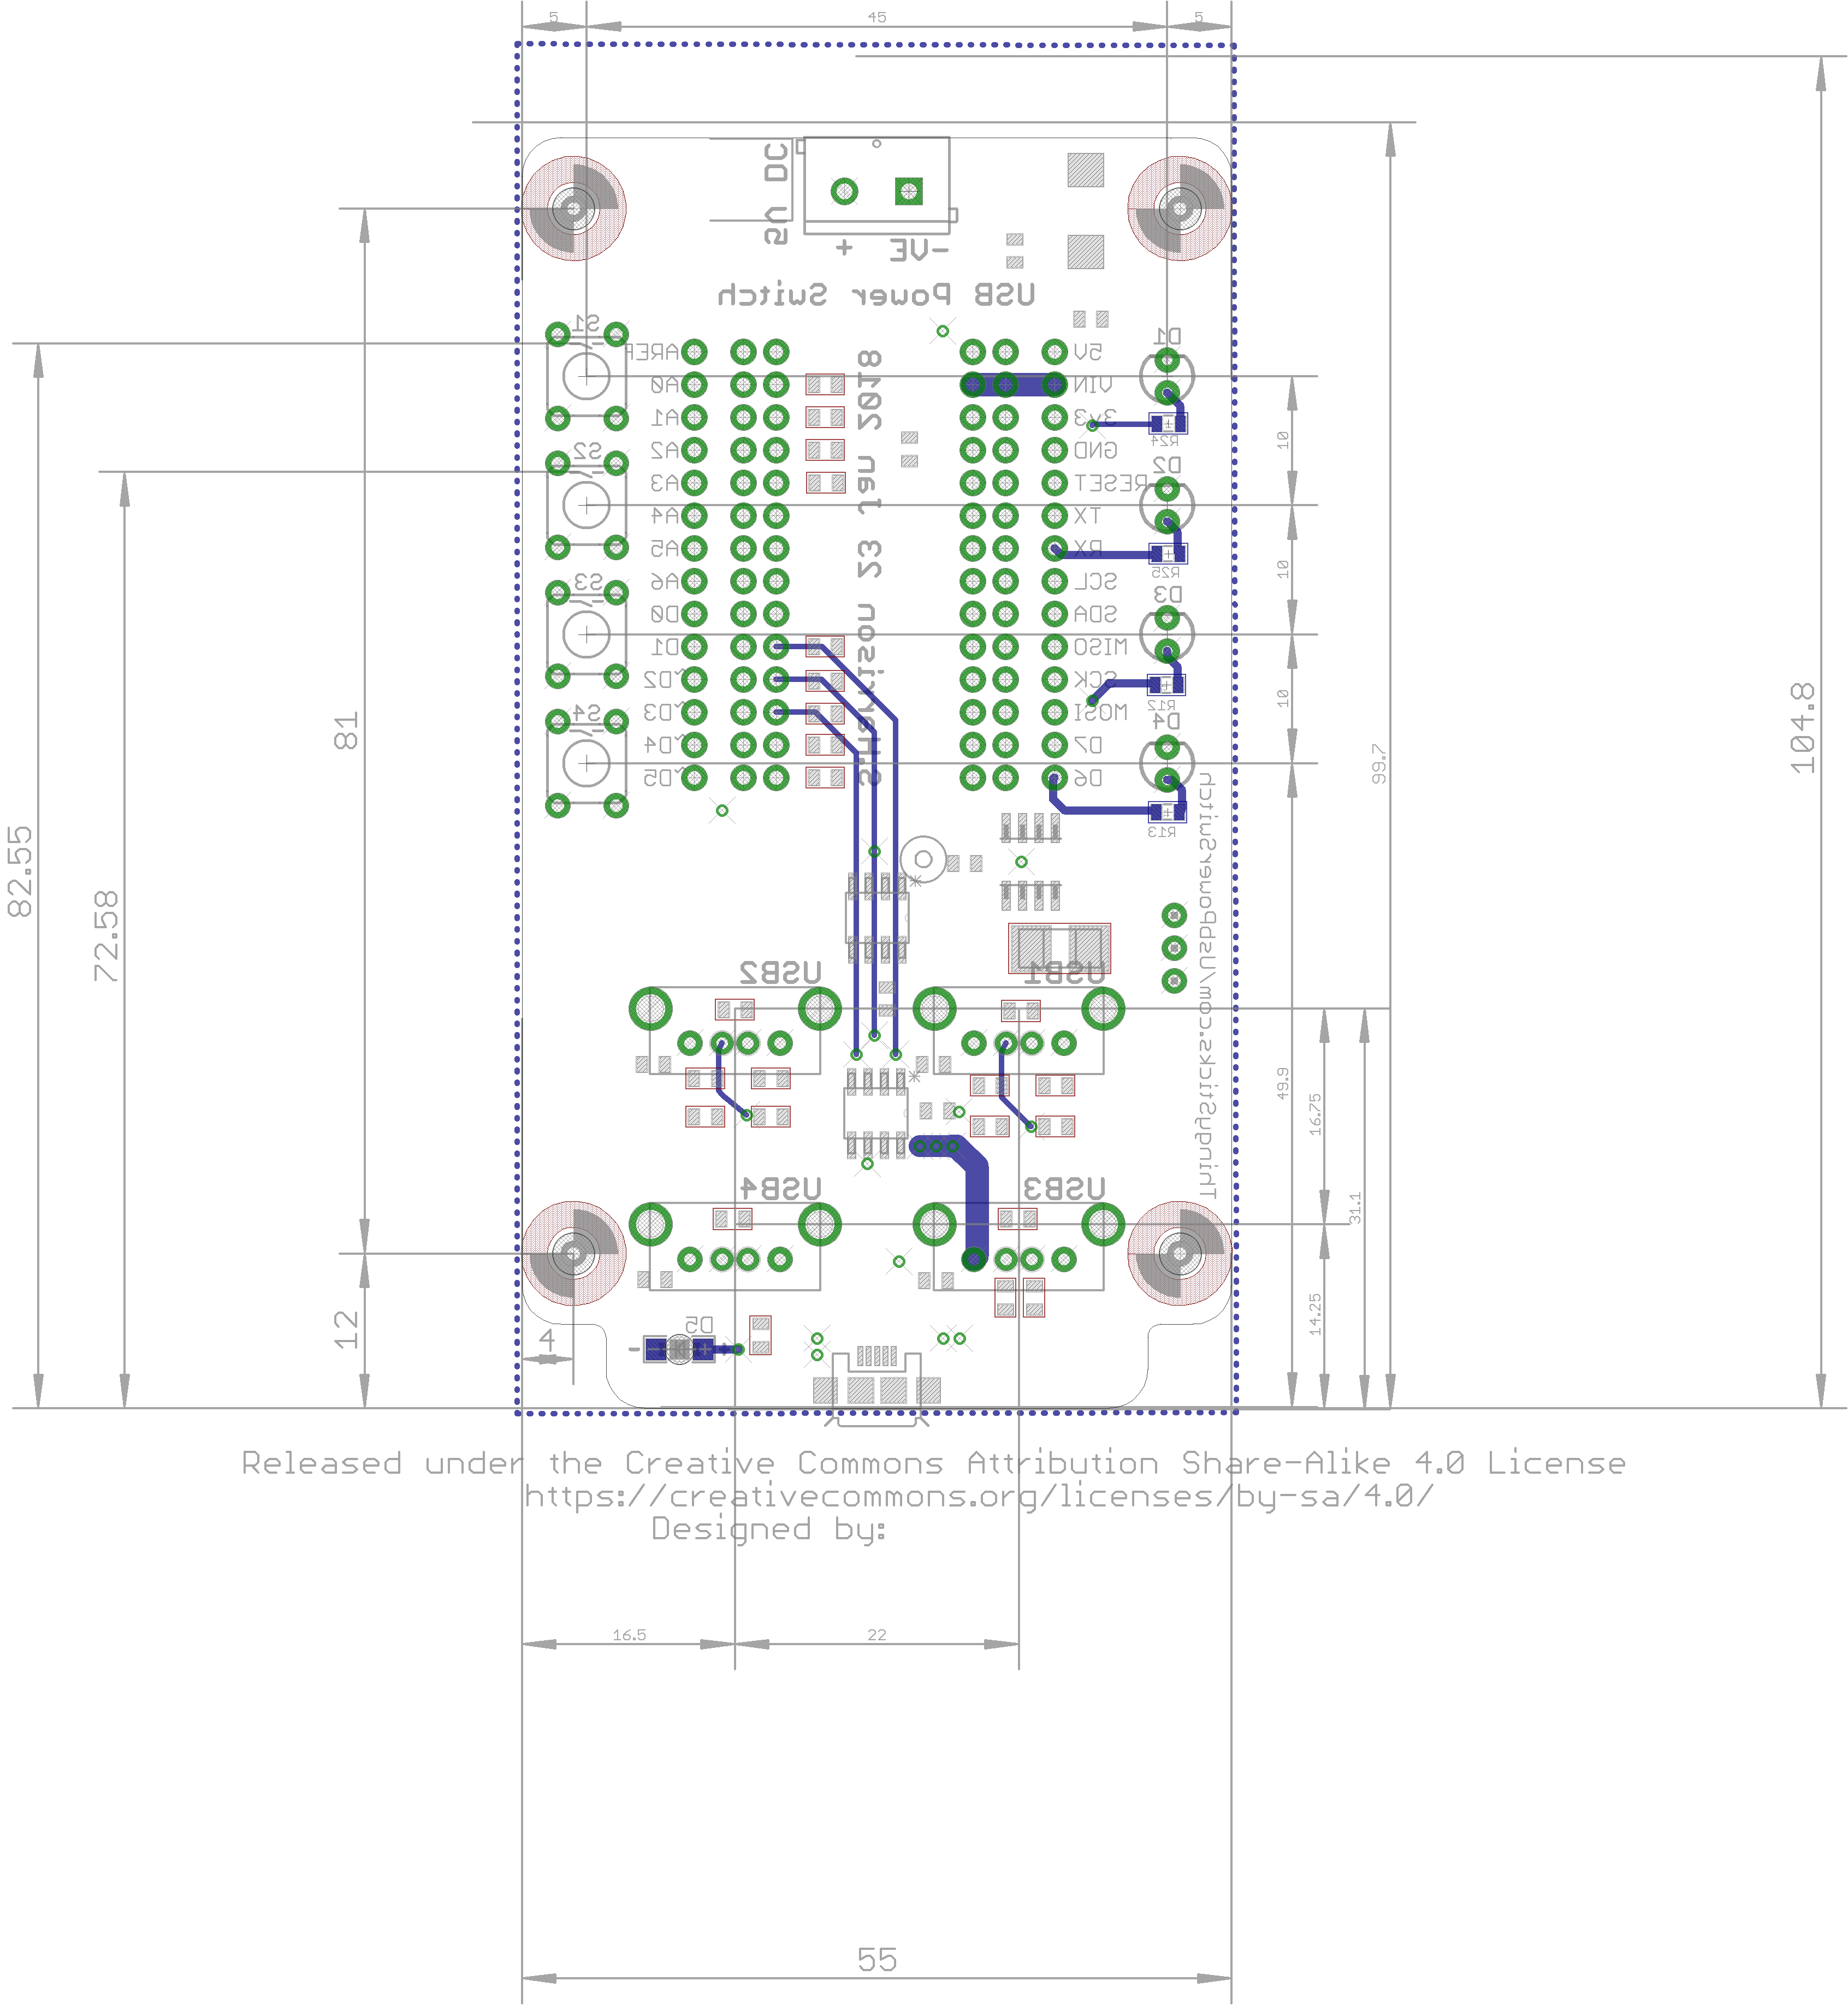 5 45 5
5V DC
+ -VE
USB Power Switch
S1 D1
AREF 5V
A0 VIN
A1 3v3
R24
A2 GND
S2 D2
A3 RESET
A4 TX
A5 RX
R25
S3 D3
A6 SCL
D0 SDA
D1 MISO
~D2 SCK
R12
S4 D4
~D3 MOSI
~D4 D7
~D5 D6
R13
S.Harrison 23 Jan 2018
ThingySticks.com/UsbPowerSwitch
10
10
10
81
82.55
72.58
104.8
99.7
USB2 USB1
49.9
16.75
31.1
USB4 USB3
14.25
12
4
D5
- +
Released under the Creative Commons Attribution Share-Alike 4.0 License
https://creativecommons.org/licenses/by-sa/4.0/
Designed by:
16.5 22
55